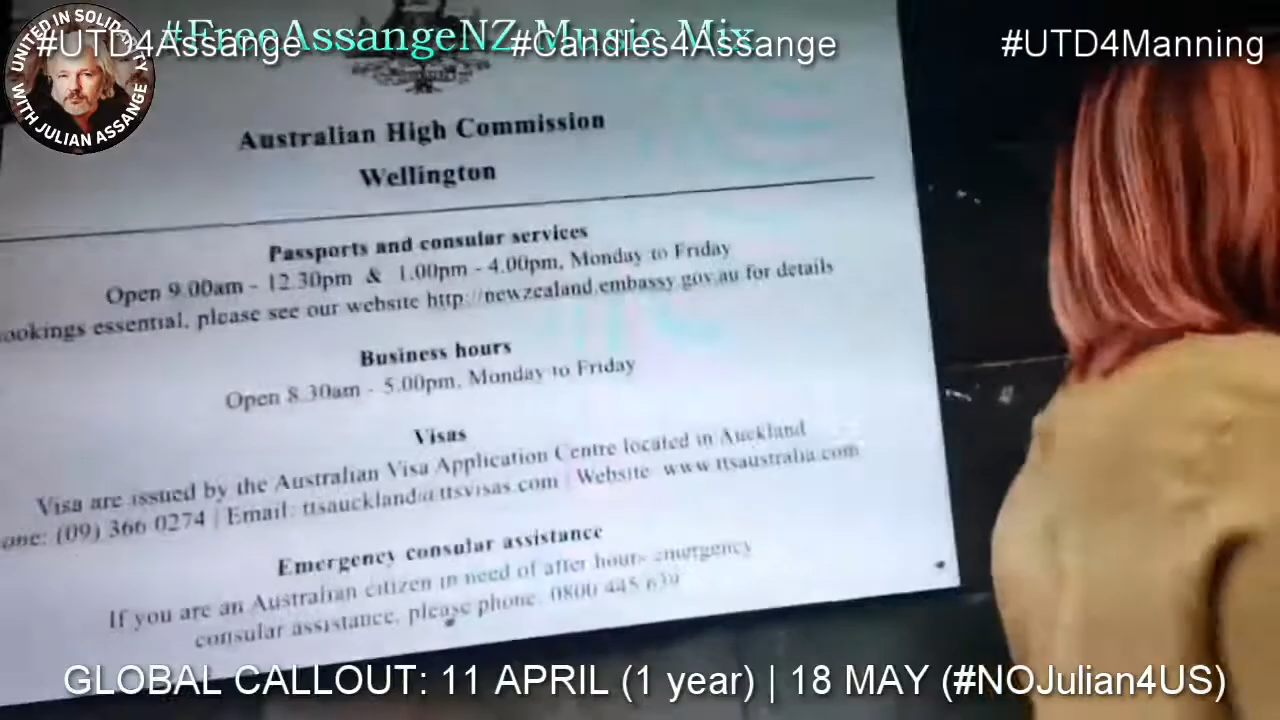 #FreeAssangeNZ Music Mix
#UTD4Assange #Candles4Assange #UTD4Manning
UNITED IN SOLIDARITY
WITH JULIAN ASSANGE
Australian High Commission
Wellington
Passports and consular services
Open 9.00am - 12.30pm & 1.00pm - 4.00pm, Monday to Friday
ookings essential, please see our website http://newzealand.embassy.gov.au for details
Business hours
Open 8.30am - 5.00pm, Monday to Friday
Visas
Visa are issued by the Australian Visa Application Centre located in Auckland
one: (09) 366 0274 | Email: ttsauckland@ttsvisas.com | Website: www.ttsaustralia.com
Emergency consular assistance
If you are an Australian citizen in need of after hours emergency
consular assistance, please phone: 0800 445 639
GLOBAL CALLOUT: 11 APRIL (1 year) | 18 MAY (#NOJulian4US)